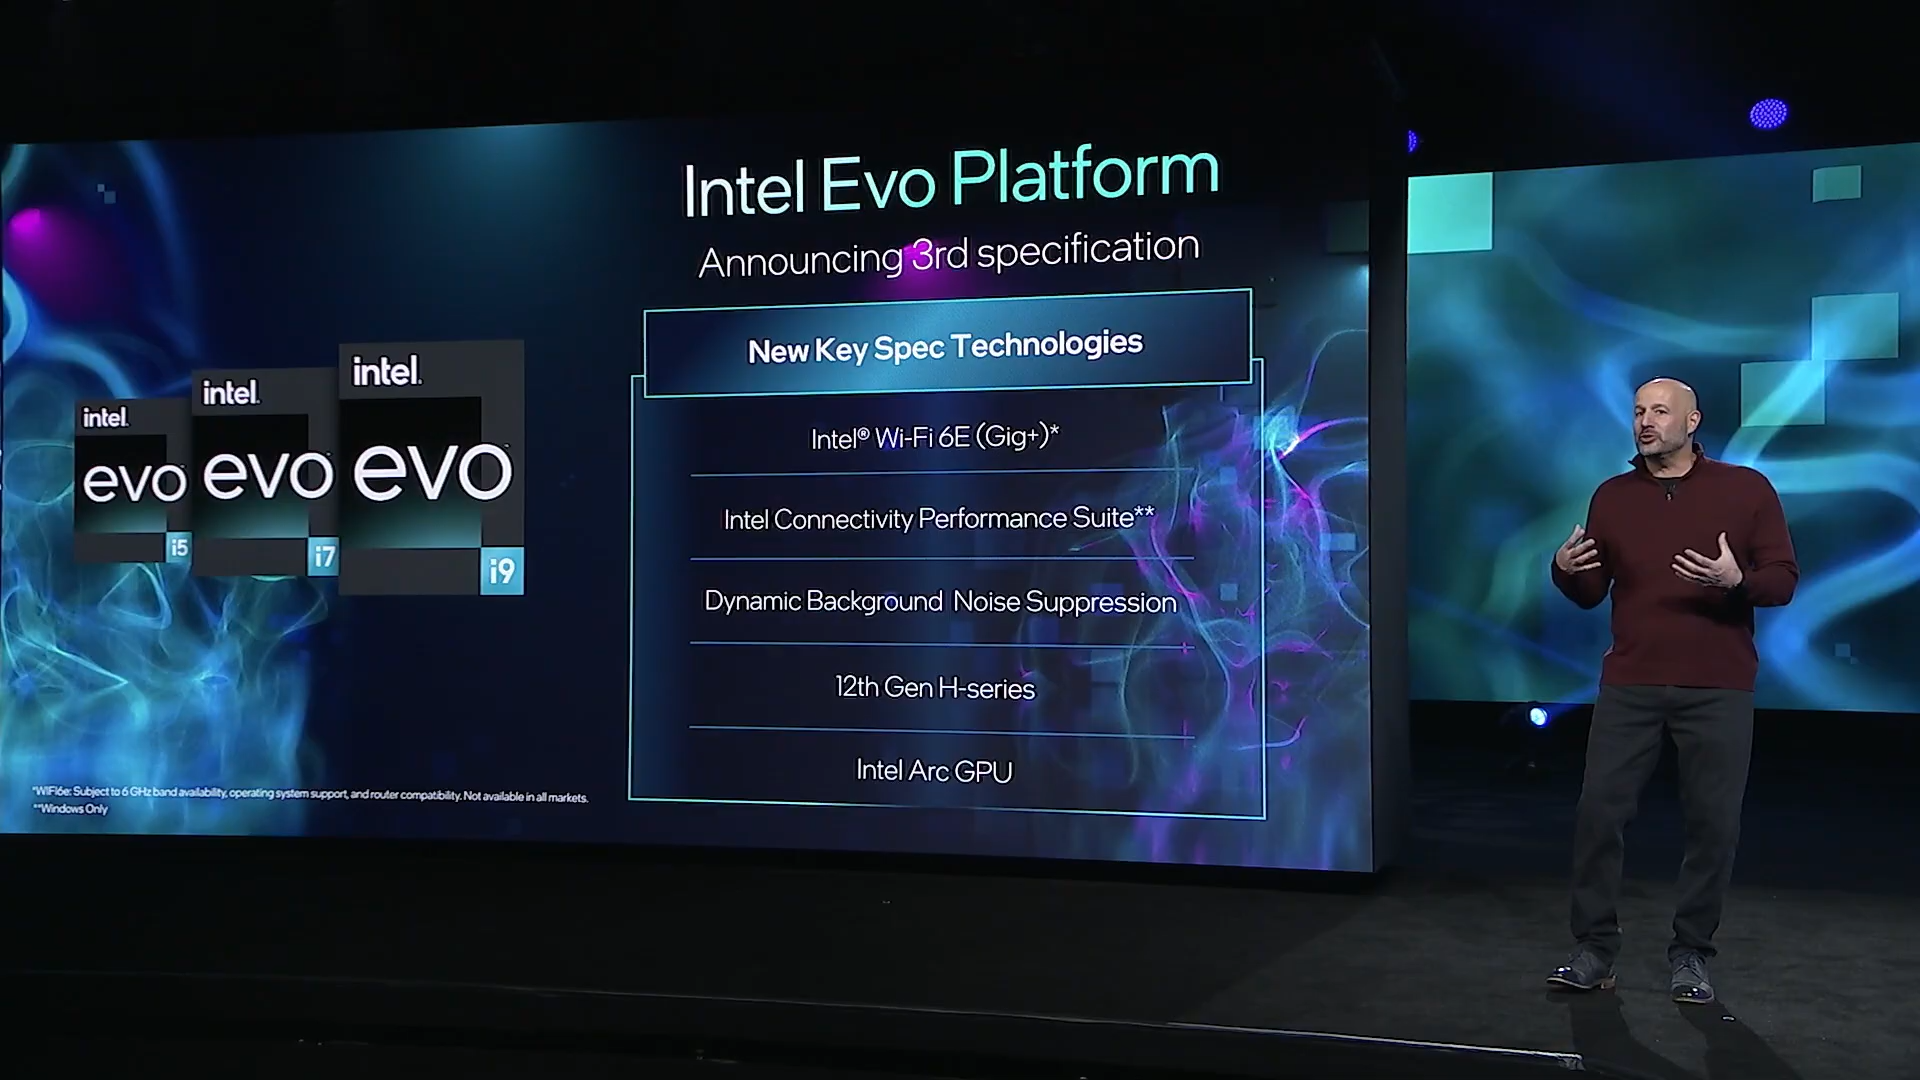 Intel Evo Platform
Announcing 3rd specification
New Key Spec Technologies
Intel® Wi-Fi 6E (Gig+)*
Intel Connectivity Performance Suite**
Dynamic Background Noise Suppression
12th Gen H-series
Intel Arc GPU
intel.
evo
i5
intel.
evo
i7
intel.
evo
i9
*WIFI6e: Subject to 6 GHz band availability, operating system support, and router compatibility. Not available in all markets.
**Windows Only